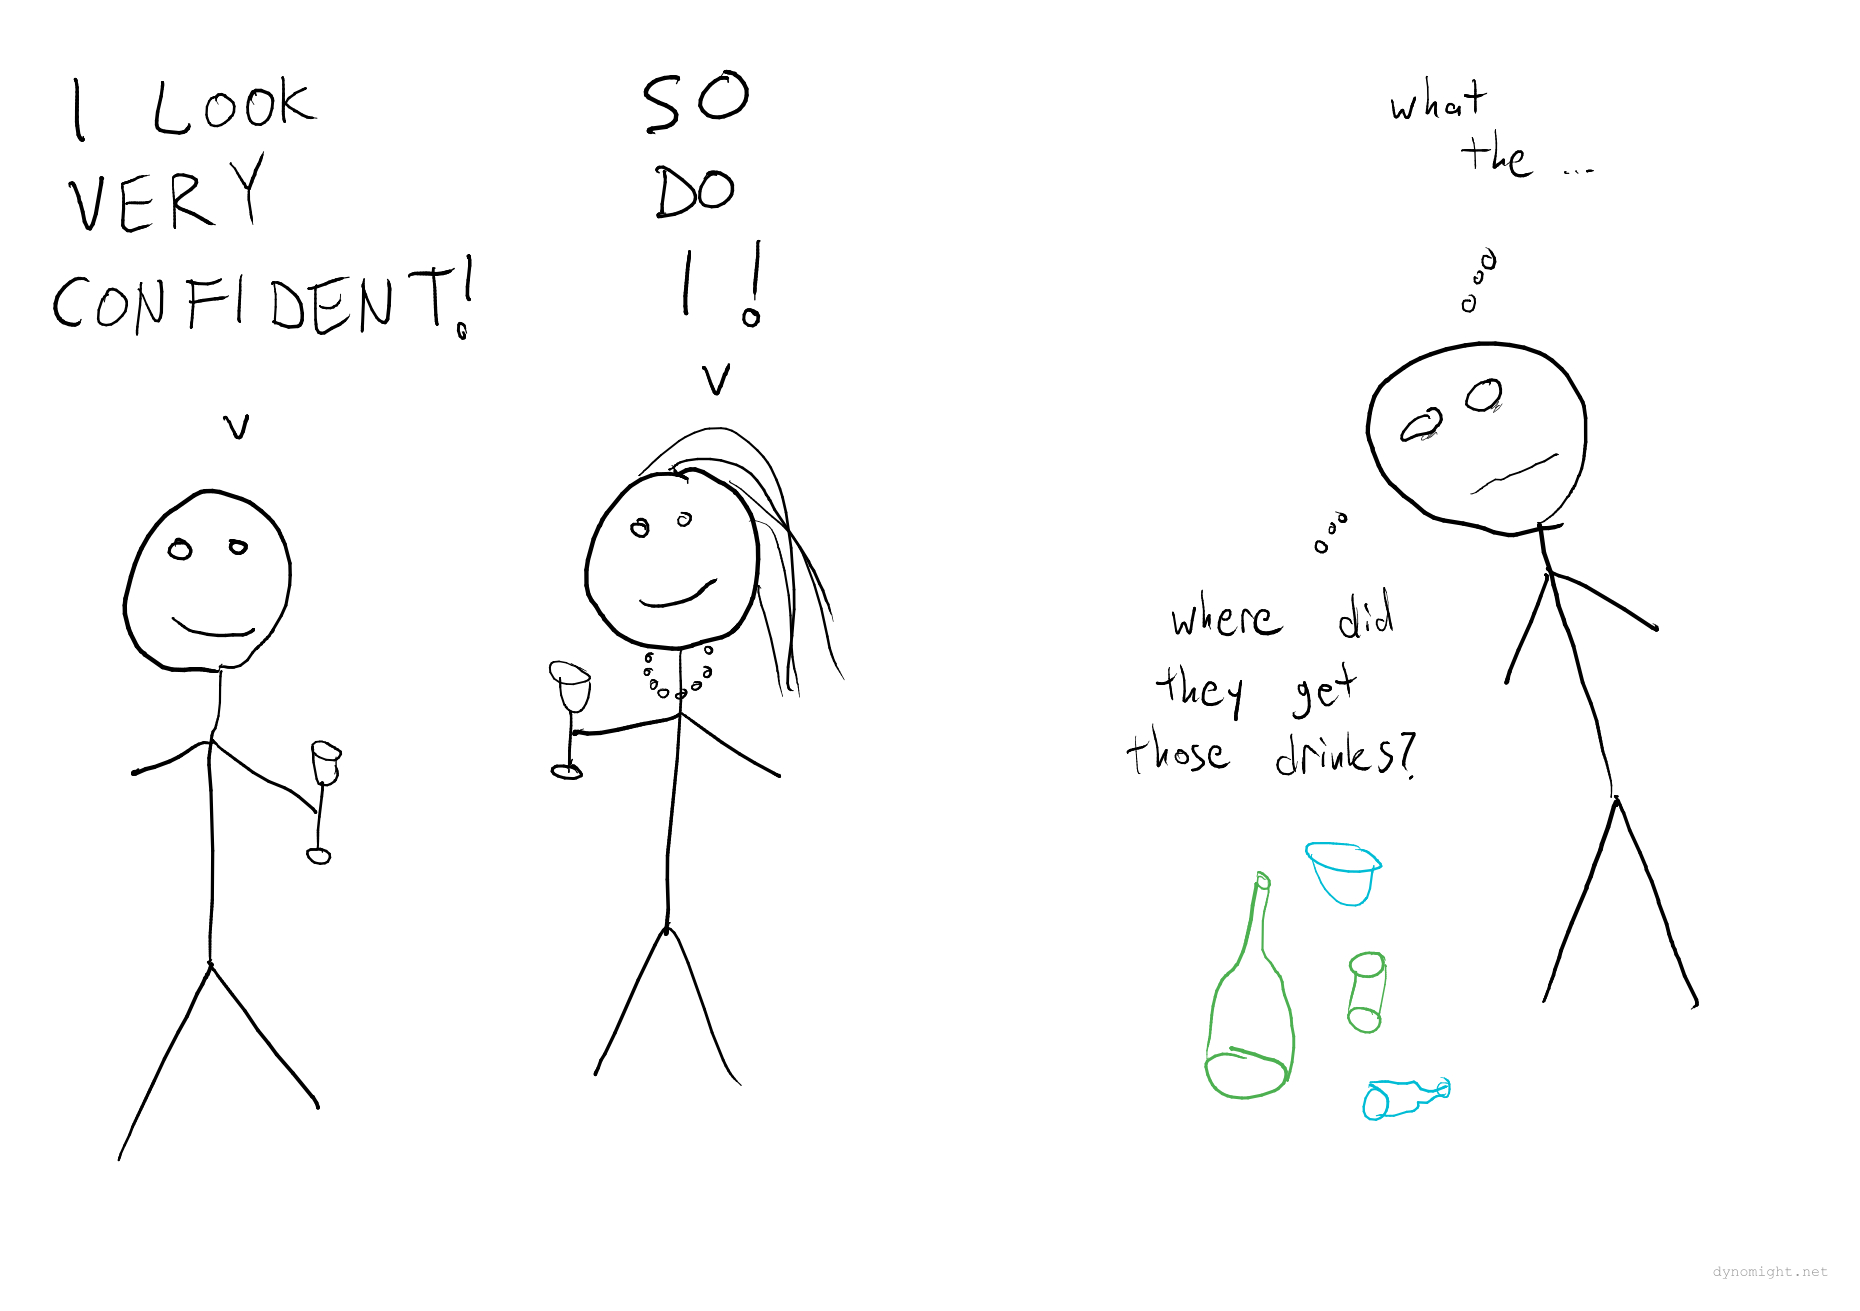 I LOOK
VERY
CONFIDENT!
SO
DO
I!
what
the ...
where did
they get
those drinks?
dynomight.net